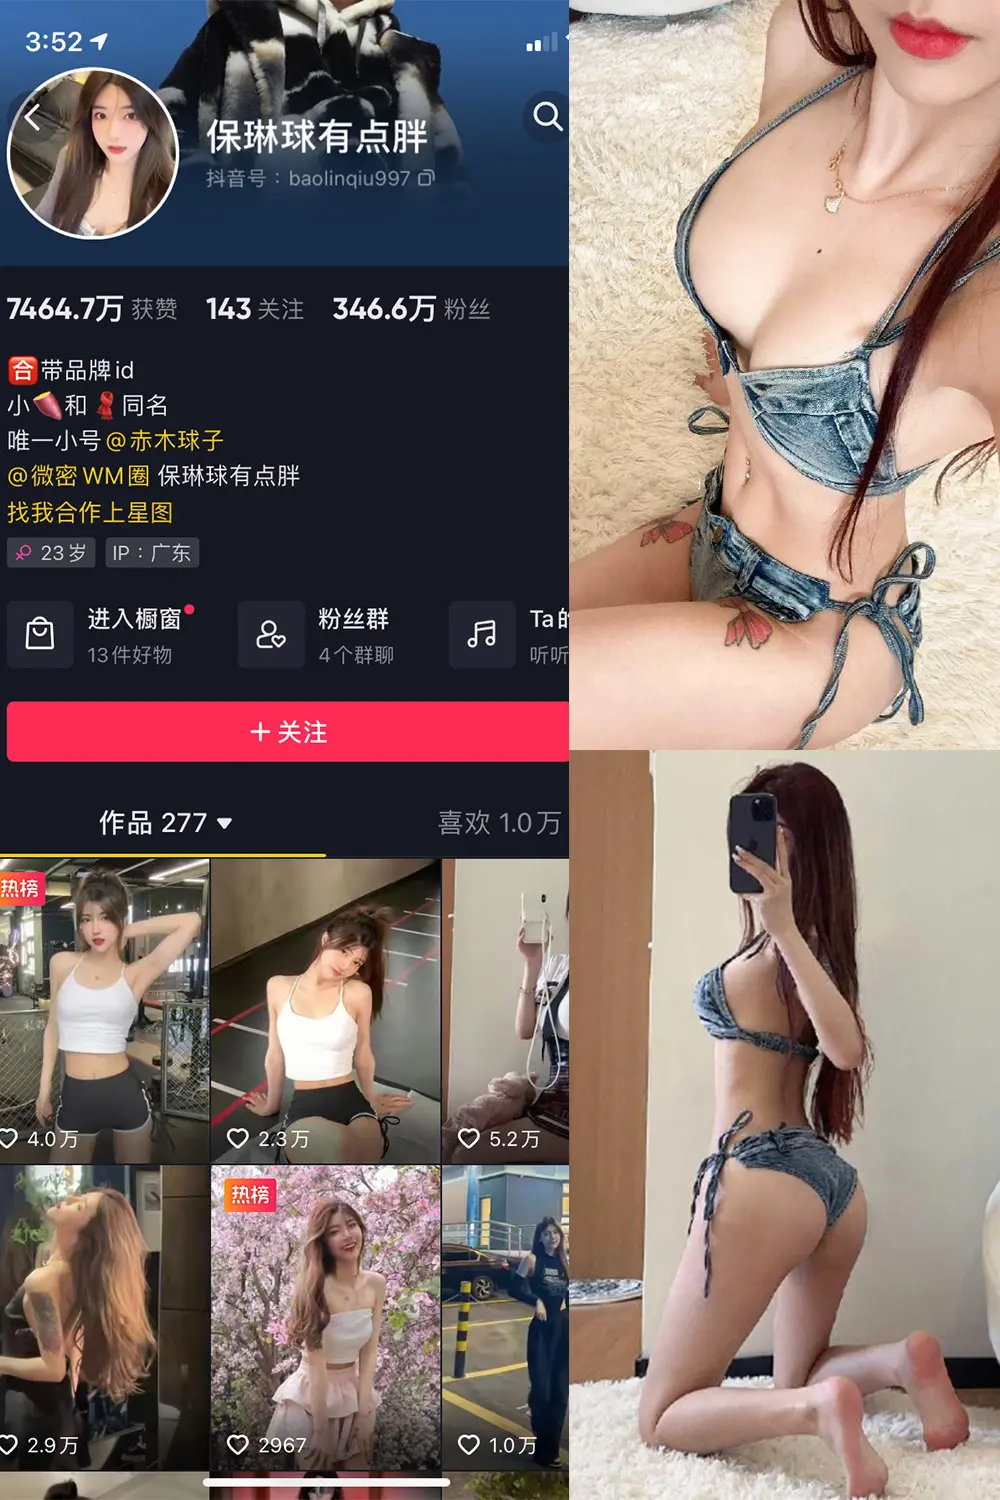 3:52
保琳球有点胖
抖音号：baolinqiu997
7464.7万 获赞 143 关注 346.6万 粉丝
合 带品牌id
小🍠和🧣同名
唯一小号 @赤木球子
@微密WM圈 保琳球有点胖
找我合作上星图
23岁 IP：广东
进入橱窗 粉丝群 Ta的
13件好物 4个群聊 听听
+ 关注
作品 277 喜欢 1.0万
热榜
4.0万 2.3万 5.2万
热榜
2.9万 2967 1.0万